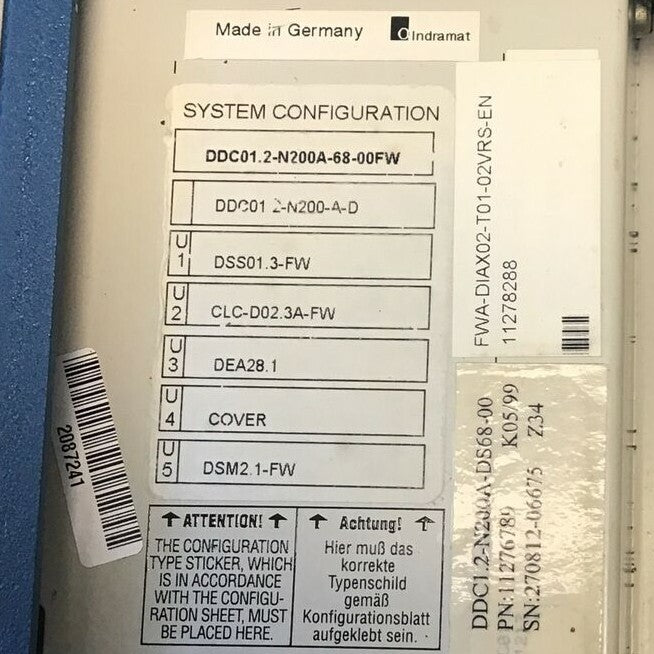 Made in Germany
Indramat
SYSTEM CONFIGURATION
DDC01.2-N200A-68-00FW
DDC01 2-N200-A-D
U
1
DSS01.3-FW
U
2
CLC-D02.3A-FW
U
3
DEA28.1
U
4
COVER
U
5
DSM2.1-FW
ATTENTION!
THE CONFIGURATION
TYPE STICKER, WHICH
IS IN ACCORDANCE
WITH THE CONFIGU-
RATION SHEET, MUST
BE PLACED HERE.
Achtung!
Hier muß das
korrekte
Typenschild
gemäß
Konfigurationsblatt
aufgeklebt sein.
FWA-DIAX02-T01-02VRS-EN
11278288
DDC1.2-N200A-DS68-00
PN:11276789 K05/99
SN:270812-06675 Z34
2087241